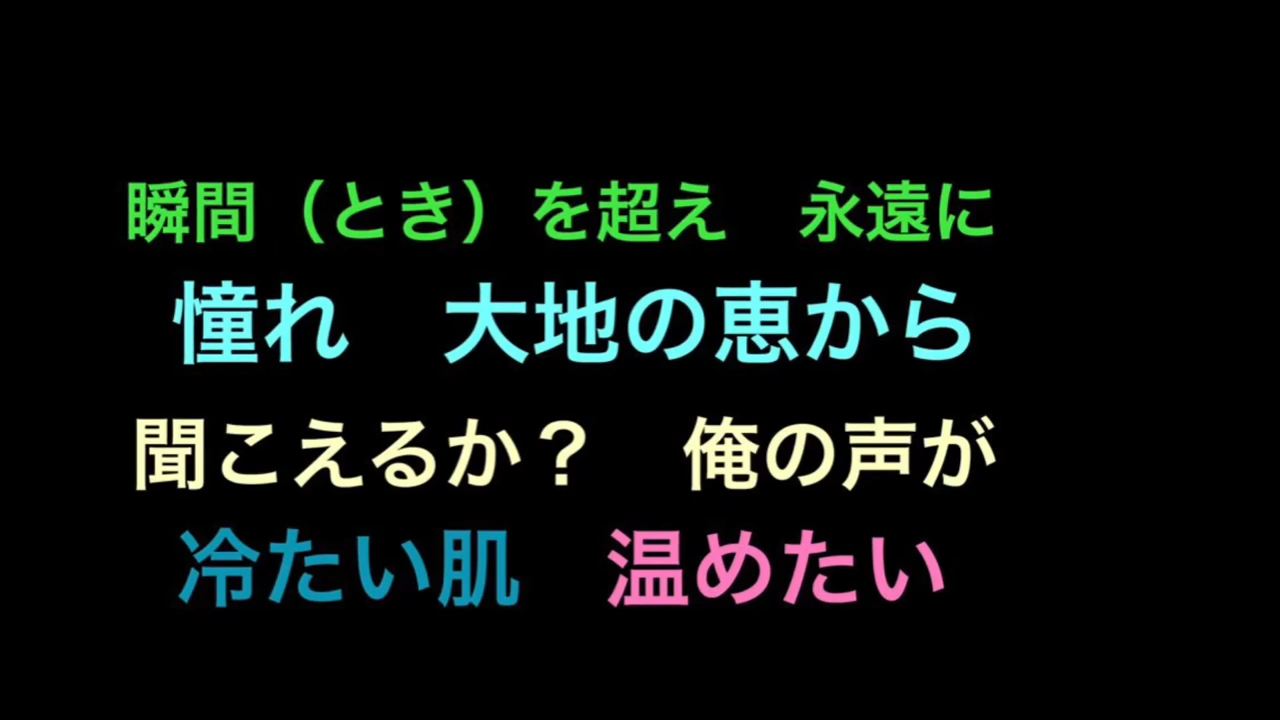 瞬間（とき）を超え　永遠に
憧れ　大地の恵から
聞こえるか？　俺の声が
冷たい肌　温めたい